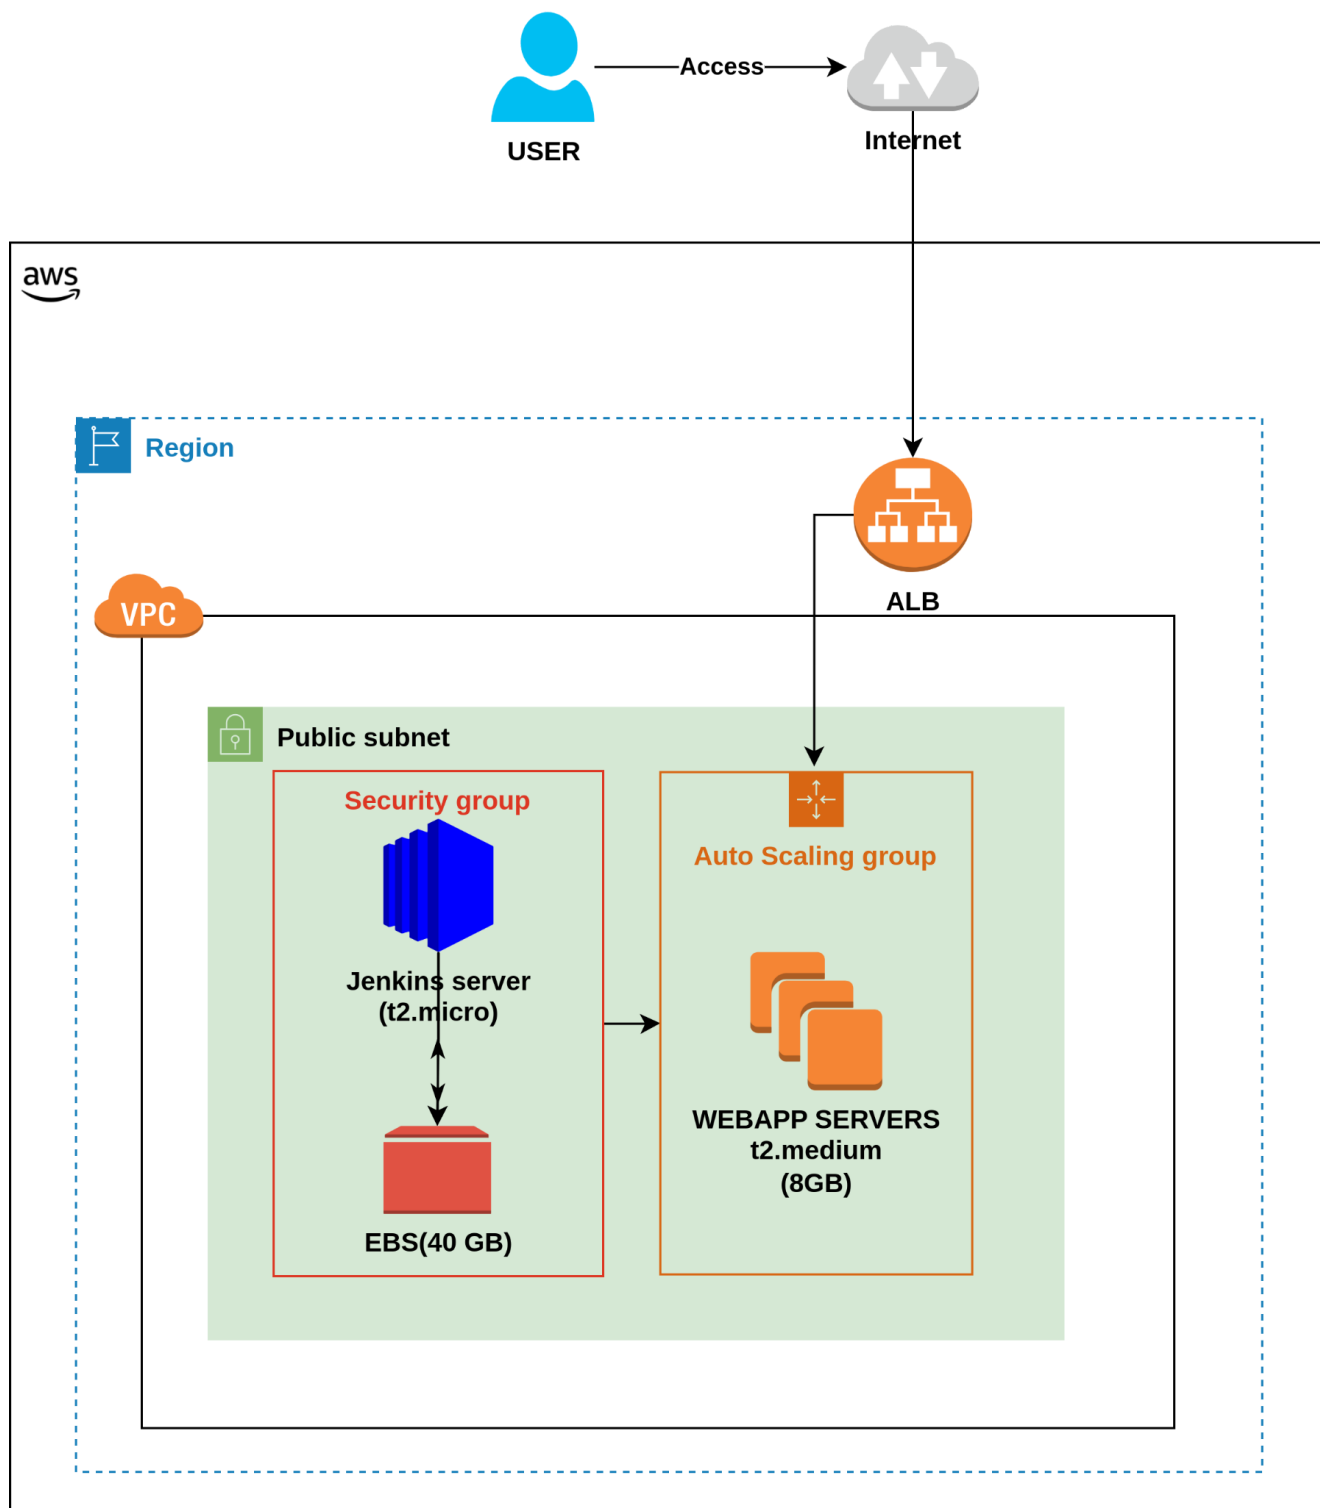 Access
USER
Internet
aws
Region
ALB
VPC
Public subnet
Security group
Auto Scaling group
Jenkins server
(t2.micro)
WEBAPP SERVERS
t2.medium
(8GB)
EBS(40 GB)